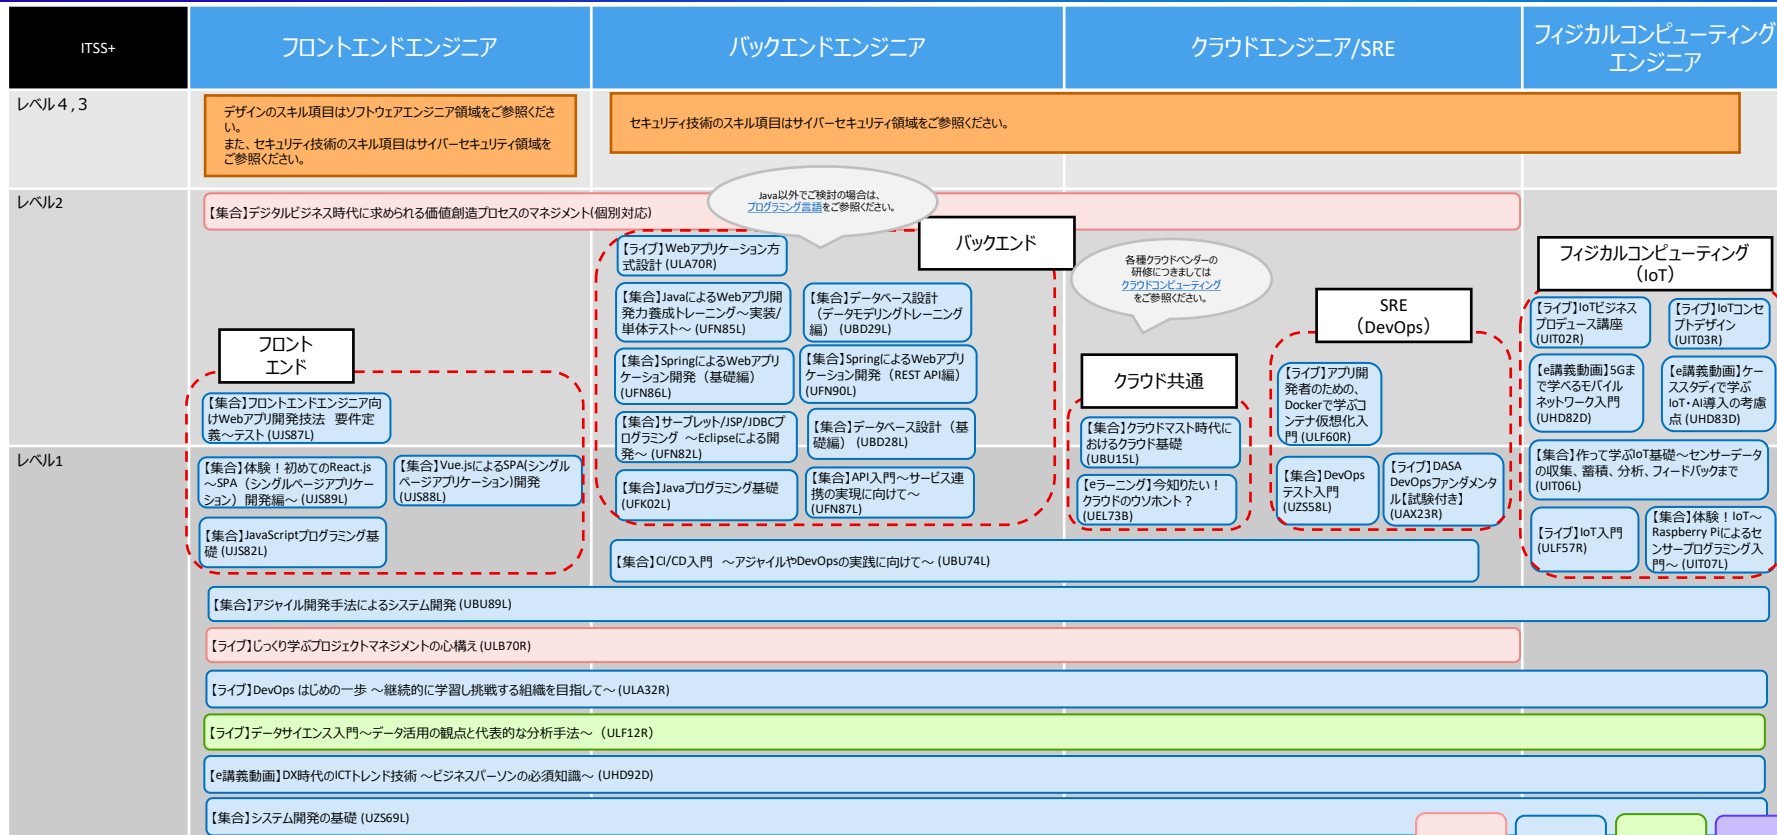 ITSS+
フロントエンドエンジニア
バックエンドエンジニア
クラウドエンジニア/SRE
フィジカルコンピューティング
エンジニア
レベル４,３
デザインのスキル項目はソフトウェアエンジニア領域をご参照くださ
い。
また、セキュリティ技術のスキル項目はサイバーセキュリティ領域を
ご参照ください。
セキュリティ技術のスキル項目はサイバーセキュリティ領域をご参照ください。
レベル2
【集合】デジタルビジネス時代に求められる価値創造プロセスのマネジメント(個別対応)
Java以外でご検討の場合は、
プログラミング言語をご参照ください。
バックエンド
【ライブ】Webアプリケーション方
式設計 (ULA70R)
【集合】JavaによるWebアプリ開
発力養成トレーニング～実装/
単体テスト～ (UFN85L)
【集合】データベース設計
（データモデリングトレーニング
編） (UBD29L)
【集合】SpringによるWebアプリ
ケーション開発（基礎編）
(UFN86L)
【集合】SpringによるWebアプリ
ケーション開発（REST API編）
(UFN90L)
【集合】サーブレット/JSP/JDBCプ
ログラミング ～Eclipseによる開
発～ (UFN82L)
【集合】データベース設計（基
礎編） (UBD28L)
【集合】Javaプログラミング基礎
(UFK02L)
【集合】API入門～サービス連
携の実現に向けて～
(UFN87L)
各種クラウドベンダーの
研修につきましては
クラウドコンピューティング
をご参照ください。
クラウド共通
【集合】クラウドマスト時代に
おけるクラウド基礎
(UBU15L)
【eラーニング】今知りたい！
クラウドのウソホント？
(UEL73B)
SRE
（DevOps）
【ライブ】アプリ開
発者のための、
Dockerで学ぶコ
ンテナ仮想化入
門 (ULF60R)
【集合】DevOps
テスト入門
(UZS58L)
【ライブ】DASA
DevOpsファンダメンタ
ル【試験付き】
(UAX23R)
フィジカルコンピューティング
（IoT）
【ライブ】IoTビジネス
プロデュース講座
(UIT02R)
【ライブ】IoTコンセ
プトデザイン
(UIT03R)
【e講義動画】5Gま
で学べるモバイル
ネットワーク入門
(UHD82D)
【e講義動画】ケー
ススタディで学ぶ
IoT・AI導入の考慮
点 (UHD83D)
【集合】作って学ぶIoT基礎～センサーデータ
の収集、蓄積、分析、フィードバックまで
(UIT06L)
【ライブ】IoT入門
(ULF57R)
【集合】体験！IoT～
Raspberry Piによるセ
ンサープログラミング入
門～ (UIT07L)
フロント
エンド
【集合】フロントエンドエンジニア向
けWebアプリ開発技法　要件定
義～テスト (UJS87L)
レベル1
【集合】体験！初めてのReact.js
～SPA（シングルページアプリケー
ション）開発編～ (UJS89L)
【集合】Vue.jsによるSPA(シングル
ページアプリケーション)開発
(UJS88L)
【集合】JavaScriptプログラミング基
礎 (UJS82L)
【集合】CI/CD入門　～アジャイルやDevOpsの実践に向けて～ (UBU74L)
【集合】アジャイル開発手法によるシステム開発 (UBU89L)
【ライブ】じっくり学ぶプロジェクトマネジメントの心構え (ULB70R)
【ライブ】DevOps はじめの一歩 ～継続的に学習し挑戦する組織を目指して～ (ULA32R)
【ライブ】データサイエンス入門～データ活用の観点と代表的な分析手法～ （ULF12R)
【e講義動画】DX時代のICTトレンド技術 ～ビジネスパーソンの必須知識～ (UHD92D)
【集合】システム開発の基礎 (UZS69L)